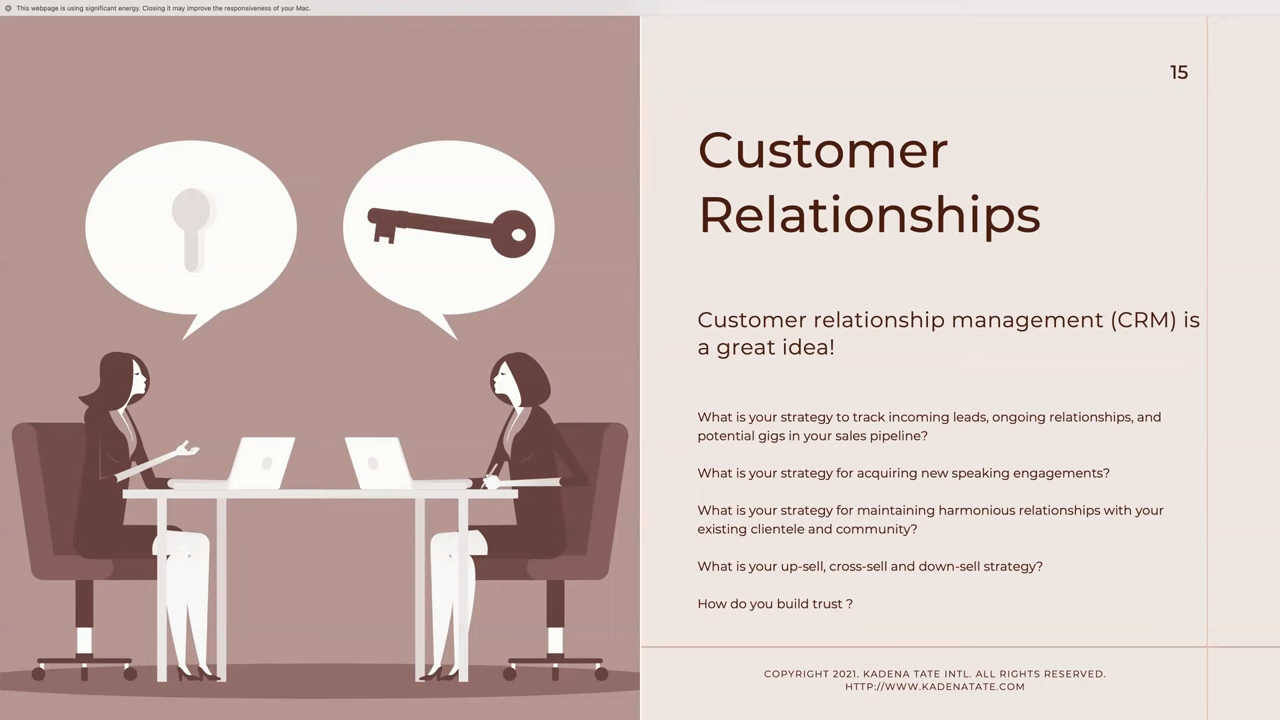 This webpage is using significant energy. Closing it may improve the responsiveness of your Mac.
15
Customer
Relationships
Customer relationship management (CRM) is
a great idea!
What is your strategy to track incoming leads, ongoing relationships, and
potential gigs in your sales pipeline?
What is your strategy for acquiring new speaking engagements?
What is your strategy for maintaining harmonious relationships with your
existing clientele and community?
What is your up-sell, cross-sell and down-sell strategy?
How do you build trust ?
COPYRIGHT 2021. KADENA TATE INTL. ALL RIGHTS RESERVED.
HTTP://WWW.KADENATATE.COM